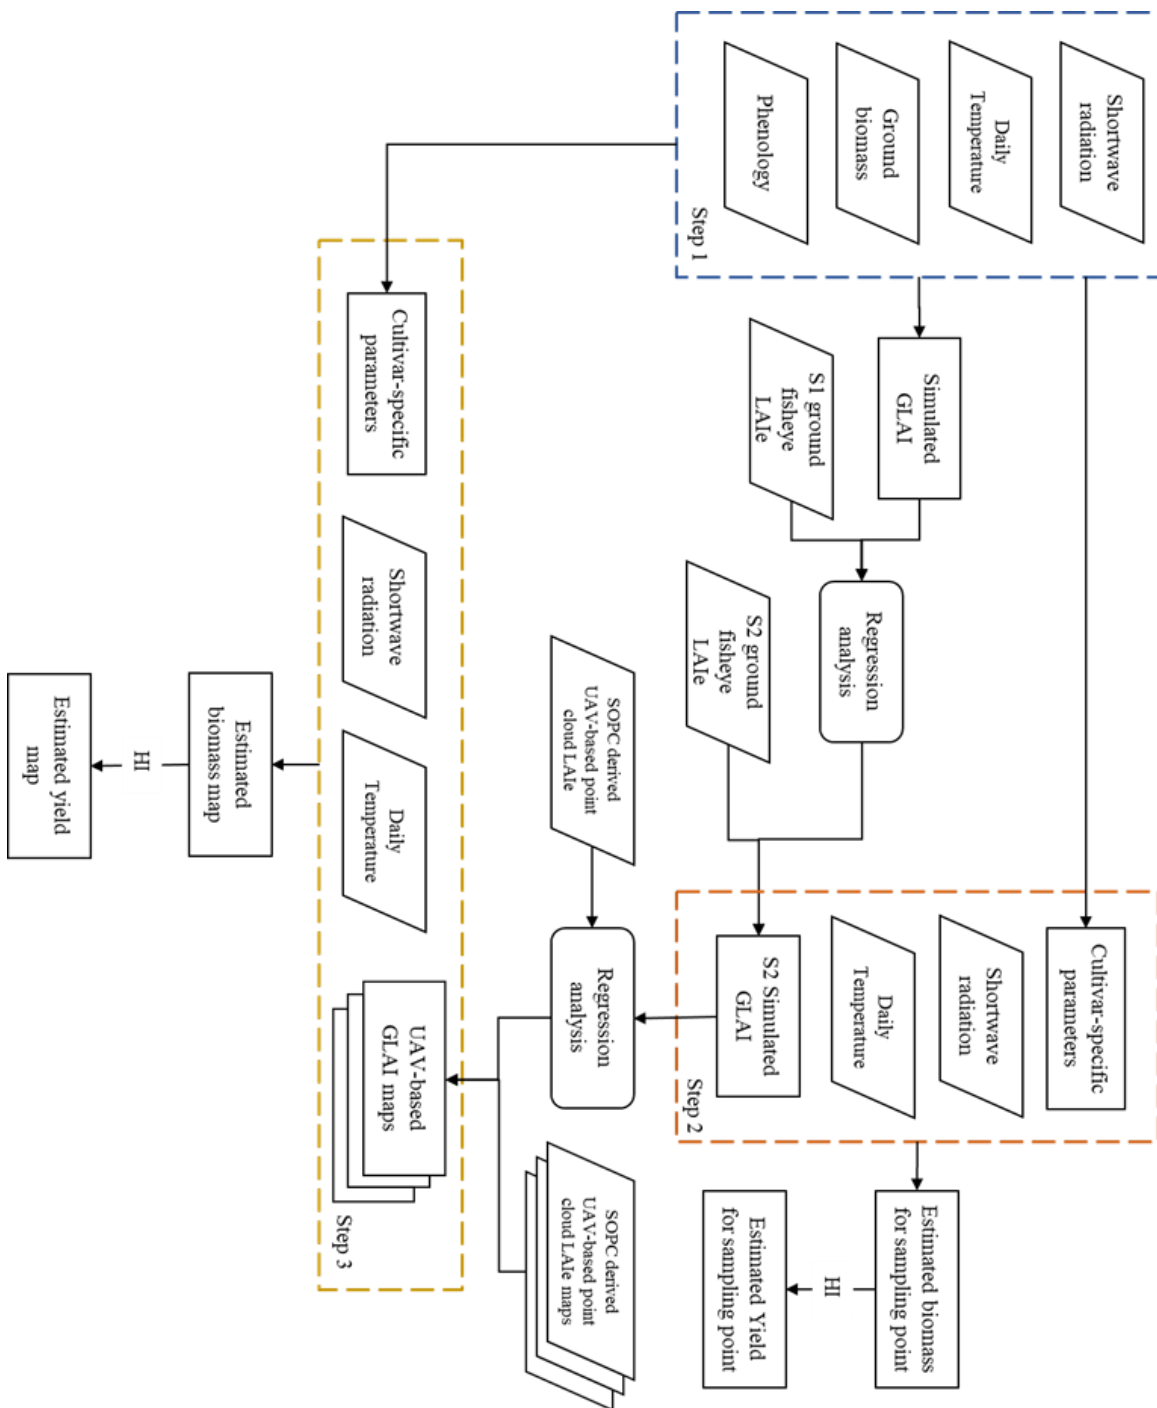 Shortwave
radiation
Daily
Temperature
Ground
biomass
Phenology
Step 1
Simulated
GLAI
S1 ground
fisheye
LAIe
Regression
analysis
S2 ground
fisheye
LAIe
Cultivar-specific
parameters
Shortwave
radiation
Daily
Temperature
S2 Simulated
GLAI
Step 2
Estimated biomass
for sampling point
HI
Estimated Yield
for sampling point
SOPC derived
UAV-based point
cloud LAIe
Regression
analysis
SOPC derived
UAV-based point
cloud LAIe maps
Cultivar-specific
parameters
Shortwave
radiation
Daily
Temperature
UAV-based
GLAI maps
Step 3
Estimated
biomass map
HI
Estimated yield
map